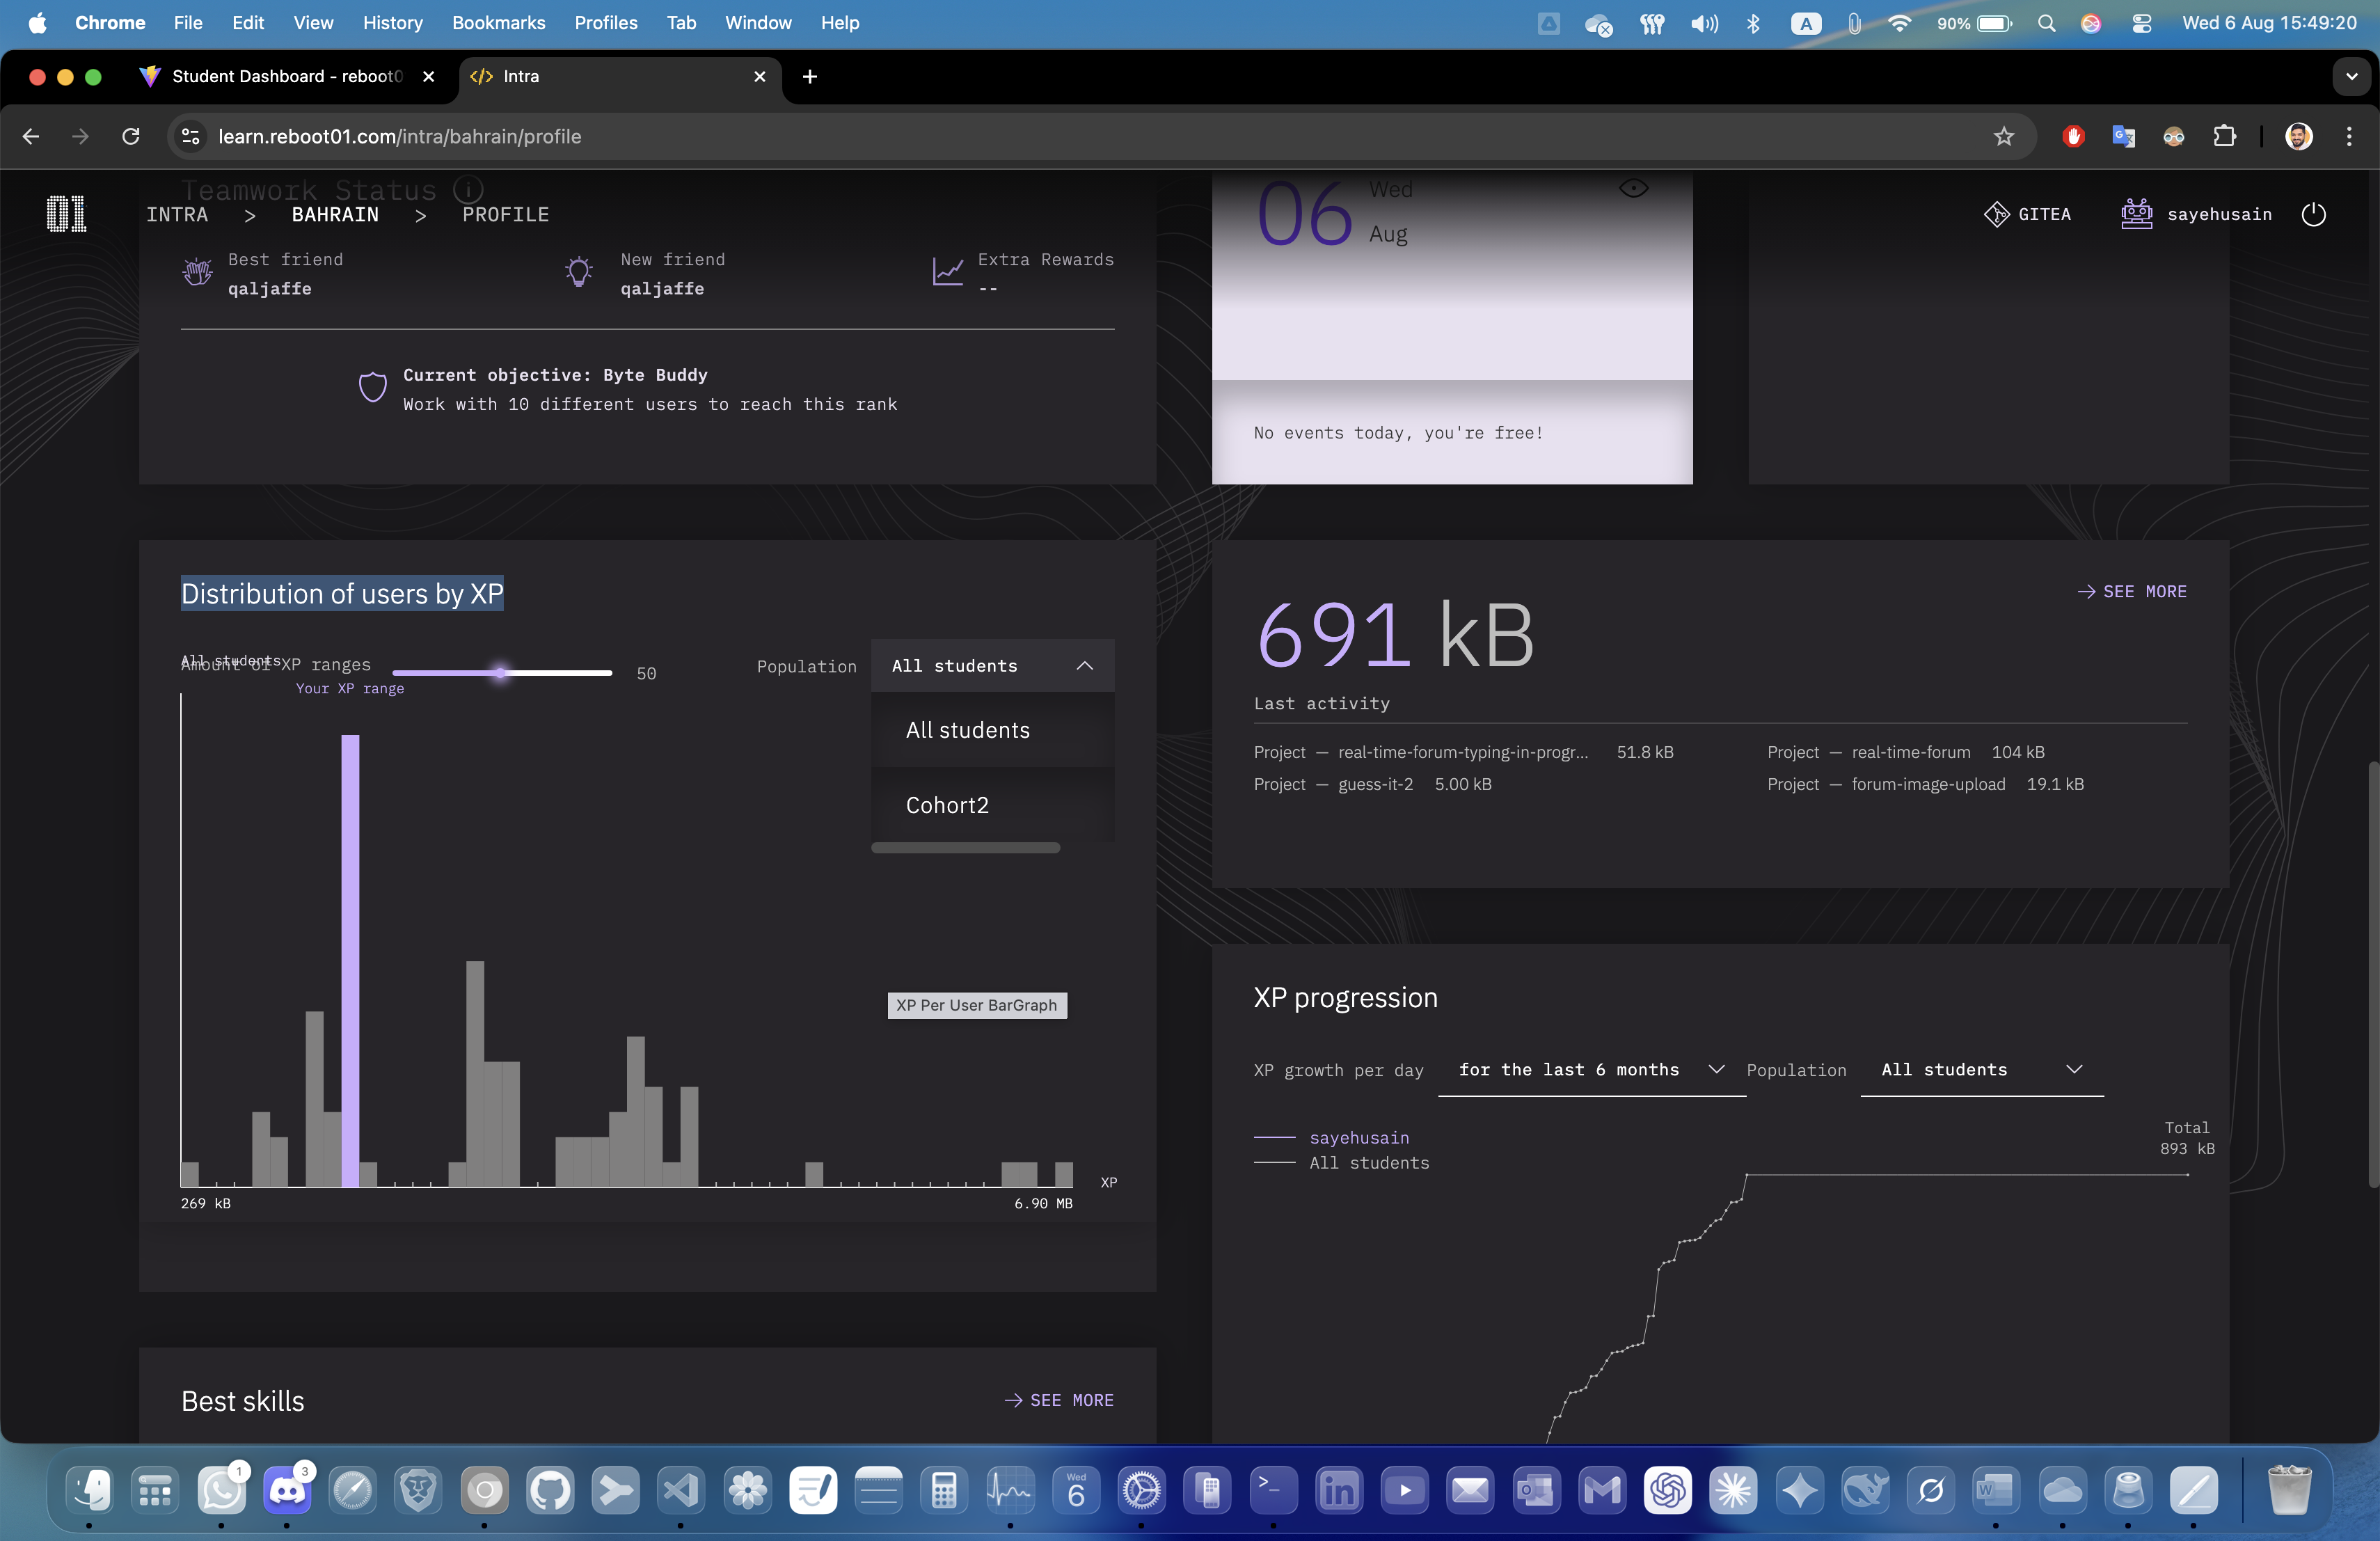 Chrome File Edit View History Bookmarks Profiles Tab Window Help
A 90% Wed 6 Aug 15:49:20
Student Dashboard - reboot0
Intra
learn.reboot01.com/intra/bahrain/profile
Teamwork Status
01 INTRA > BAHRAIN > PROFILE
GITEA sayehusain
Best friend
qaljaffe
New friend
qaljaffe
Extra Rewards
--
Current objective: Byte Buddy
Work with 10 different users to reach this rank
06 Wed
Aug
No events today, you're free!
Distribution of users by XP
All students
Amount of XP ranges 50
Population All students
All students
Cohort2
Your XP range
XP Per User BarGraph
XP
269 kB 6.90 MB
691 kB
SEE MORE
Last activity
Project — real-time-forum-typing-in-progr... 51.8 kB
Project — real-time-forum 104 kB
Project — guess-it-2 5.00 kB
Project — forum-image-upload 19.1 kB
XP progression
XP growth per day for the last 6 months Population All students
sayehusain
All students
Total
893 kB
Best skills
SEE MORE
1
3
Wed
6